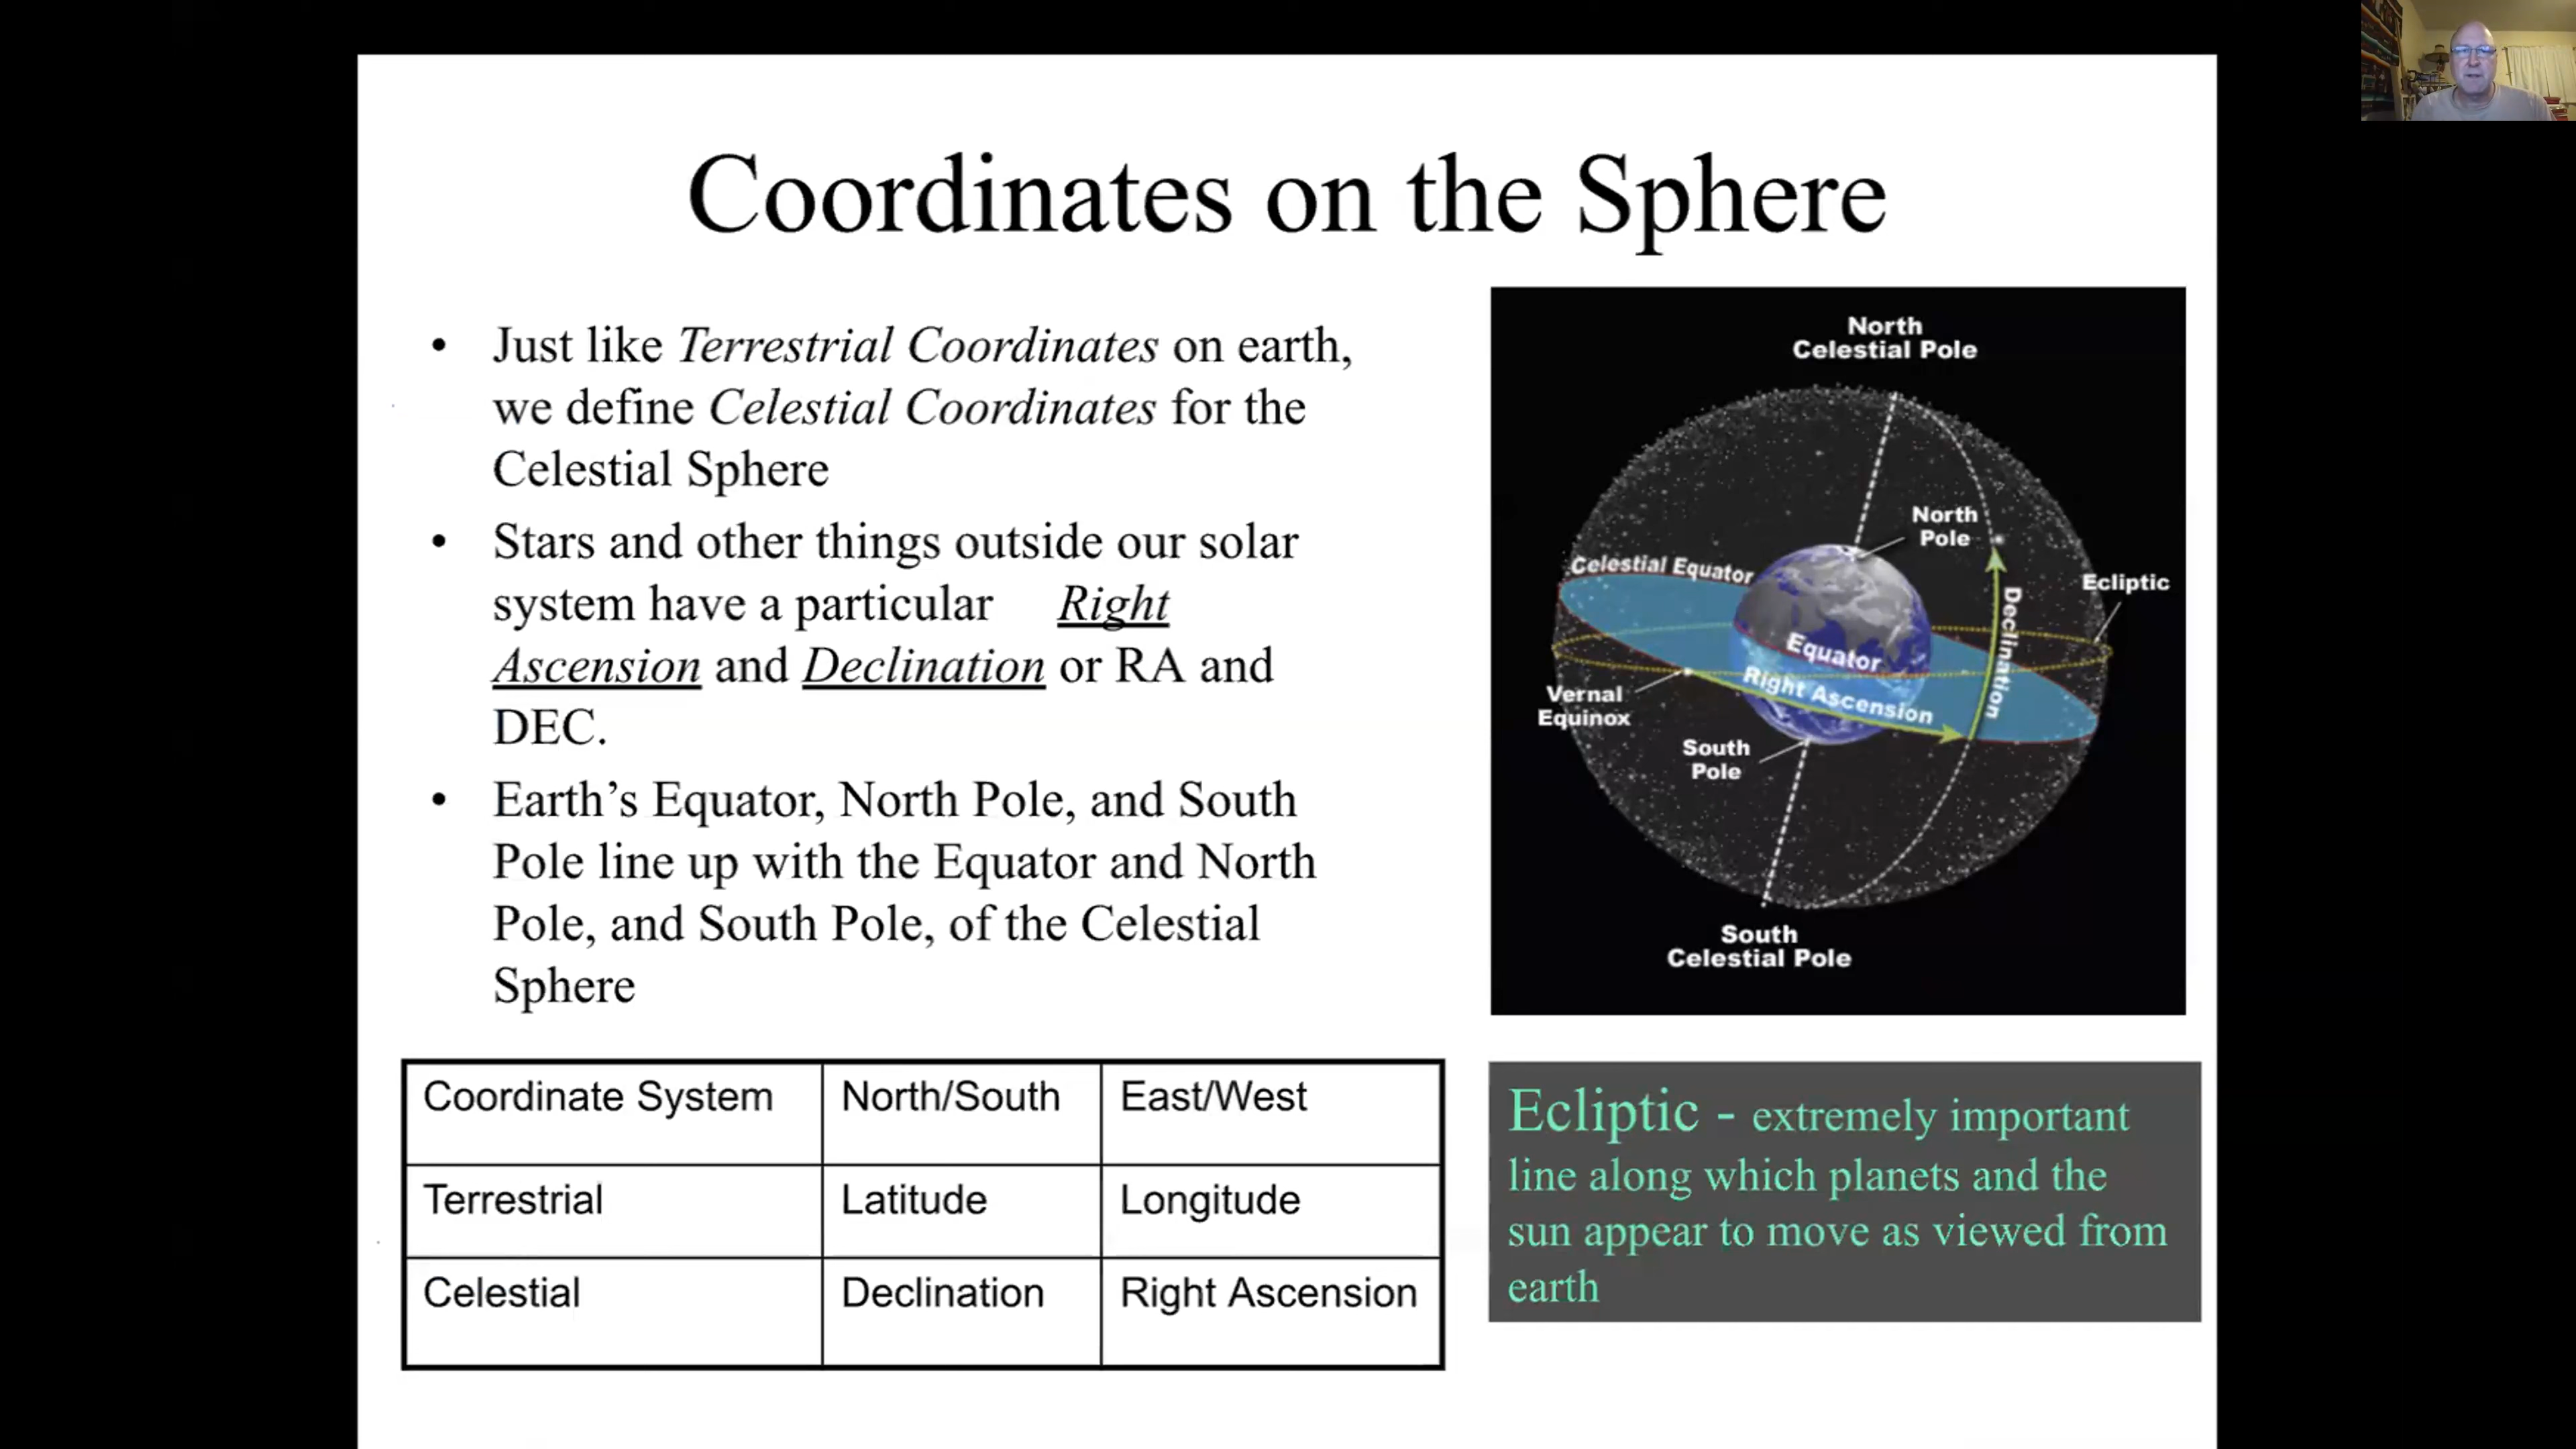 Coordinates on the Sphere
• Just like Terrestrial Coordinates on earth,
we define Celestial Coordinates for the
Celestial Sphere
• Stars and other things outside our solar
system have a particular Right
Ascension and Declination or RA and
DEC.
• Earth’s Equator, North Pole, and South
Pole line up with the Equator and North
Pole, and South Pole, of the Celestial
Sphere
North
Celestial Pole
North
Pole
Celestial Equator
Ecliptic
Declination
Equator
Right Ascension
Vernal
Equinox
South
Pole
South
Celestial Pole
Coordinate System North/South East/West
Terrestrial Latitude Longitude
Celestial Declination Right Ascension
Ecliptic - extremely important
line along which planets and the
sun appear to move as viewed from
earth